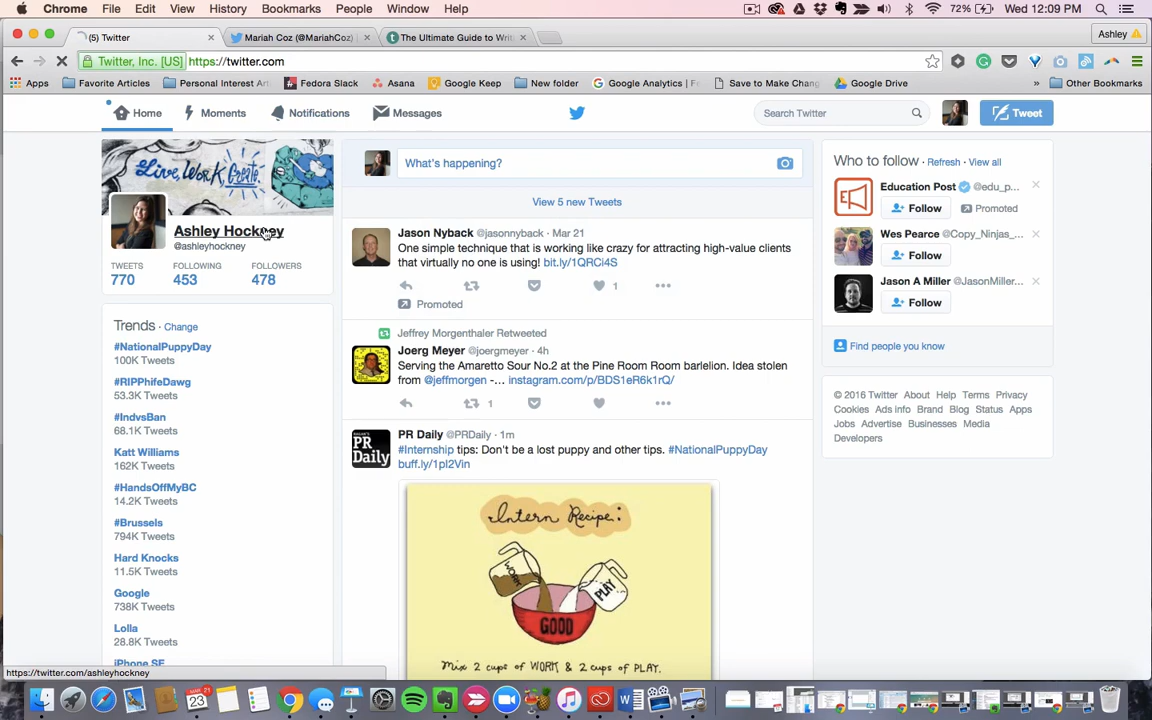 Chrome File Edit View History Bookmarks People Window Help 72% Wed 12:09 PM
(5) Twitter Mariah Coz (@MariahCoz) The Ultimate Guide to Writ Ashley
Twitter, Inc. [US] https://twitter.com
Apps Favorite Articles Personal Interest Fedora Slack Asana Google Keep New folder Google Analytics | F Save to Make Chang Google Drive » Other Bookmarks
Home Moments Notifications Messages Search Twitter Tweet
Live, Work, Create.
Ashley Hockney
@ashleyhockney
TWEETS FOLLOWING FOLLOWERS
770 453 478
Trends · Change
#NationalPuppyDay
100K Tweets
#RIPPhifeDawg
53.3K Tweets
#IndvsBan
68.1K Tweets
Katt Williams
162K Tweets
#HandsOffMyBC
14.2K Tweets
#Brussels
794K Tweets
Hard Knocks
11.5K Tweets
Google
738K Tweets
Lolla
28.8K Tweets
iPhone SE
What's happening?
View 5 new Tweets
Jason Nyback @jasonnyback · Mar 21
One simple technique that is working like crazy for attracting high-value clients
that virtually no one is using! bit.ly/1QRCi4S
1
Promoted
Jeffrey Morgenthaler Retweeted
Joerg Meyer @joergmeyer · 4h
Serving the Amaretto Sour No.2 at the Pine Room Room barlelion. Idea stolen
from @jeffmorgen -... instagram.com/p/BDS1eR6k1rQ/
1
PR Daily @PRDaily · 1m
#Internship tips: Don't be a lost puppy and other tips. #NationalPuppyDay
buff.ly/1pI2Vin
RAGAN'S
PR
Daily
Intern Recipe:
WORK PLAY
GOOD
Mix 2 cups of WORK & 2 cups of PLAY.
Who to follow · Refresh · View all
Education Post @edu_p...
Follow Promoted
Wes Pearce @Copy_Ninjas_...
Follow
Jason A Miller @JasonMiller...
Follow
Find people you know
© 2016 Twitter About Help Terms Privacy
Cookies Ads info Brand Blog Status Apps
Jobs Advertise Businesses Media
Developers
https://twitter.com/ashleyhockney
MAR
23